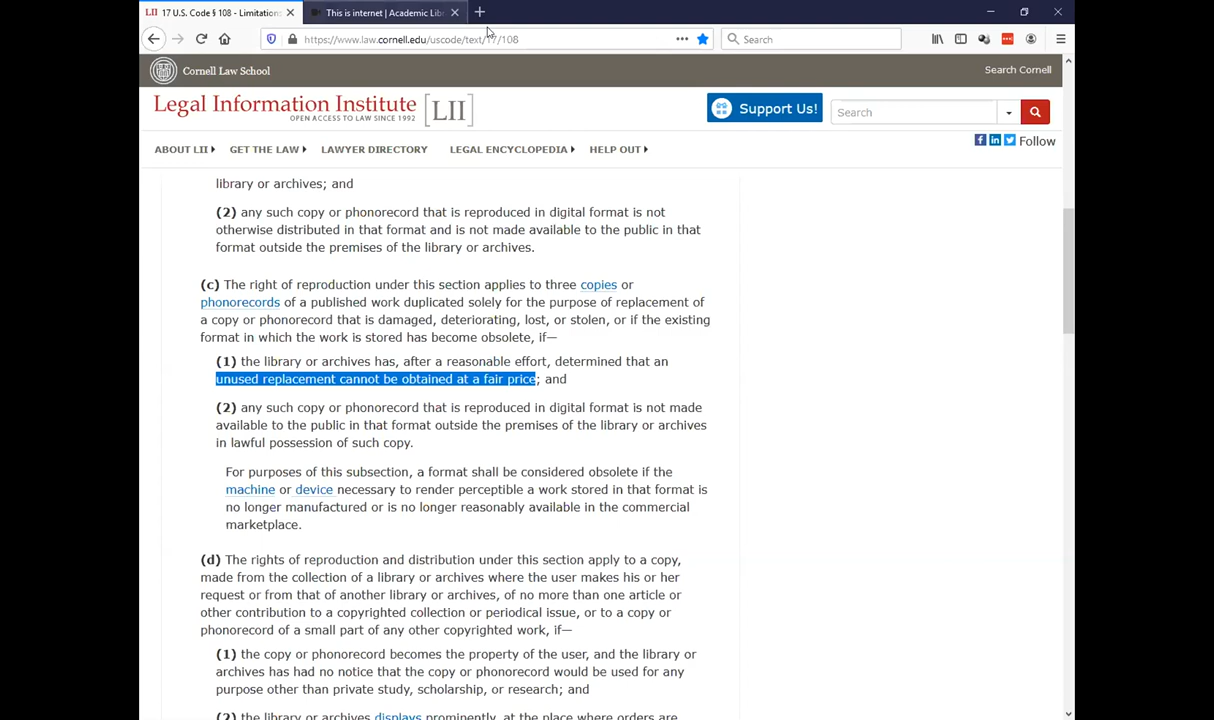 17 U.S. Code § 108 - Limitations
This is internet | Academic Libr
https://www.law.cornell.edu/uscode/text/17/108
Search
Cornell Law School
Search Cornell
Legal Information Institute [LII]
OPEN ACCESS TO LAW SINCE 1992
Support Us!
Search
ABOUT LII
GET THE LAW
LAWYER DIRECTORY
LEGAL ENCYCLOPEDIA
HELP OUT
Follow
library or archives; and
(2) any such copy or phonorecord that is reproduced in digital format is not
otherwise distributed in that format and is not made available to the public in that
format outside the premises of the library or archives.
(c) The right of reproduction under this section applies to three copies or
phonorecords of a published work duplicated solely for the purpose of replacement of
a copy or phonorecord that is damaged, deteriorating, lost, or stolen, or if the existing
format in which the work is stored has become obsolete, if—
(1) the library or archives has, after a reasonable effort, determined that an
unused replacement cannot be obtained at a fair price; and
(2) any such copy or phonorecord that is reproduced in digital format is not made
available to the public in that format outside the premises of the library or archives
in lawful possession of such copy.
For purposes of this subsection, a format shall be considered obsolete if the
machine or device necessary to render perceptible a work stored in that format is
no longer manufactured or is no longer reasonably available in the commercial
marketplace.
(d) The rights of reproduction and distribution under this section apply to a copy,
made from the collection of a library or archives where the user makes his or her
request or from that of another library or archives, of no more than one article or
other contribution to a copyrighted collection or periodical issue, or to a copy or
phonorecord of a small part of any other copyrighted work, if—
(1) the copy or phonorecord becomes the property of the user, and the library or
archives has had no notice that the copy or phonorecord would be used for any
purpose other than private study, scholarship, or research; and
(2) the library or archives displays prominently, at the place where orders are